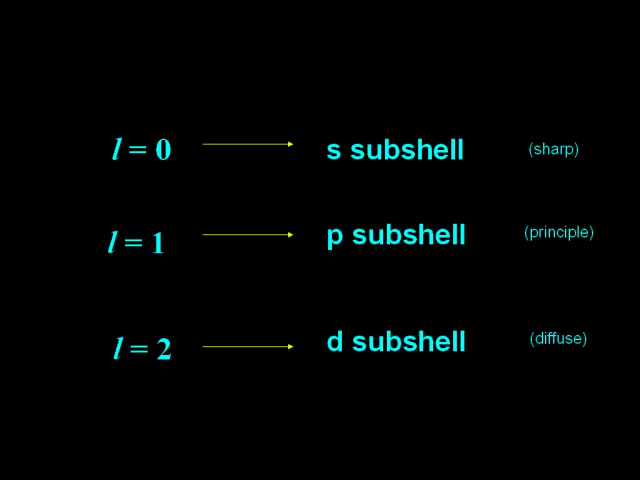 l = 0 s subshell (sharp)
l = 1 p subshell (principle)
l = 2 d subshell (diffuse)